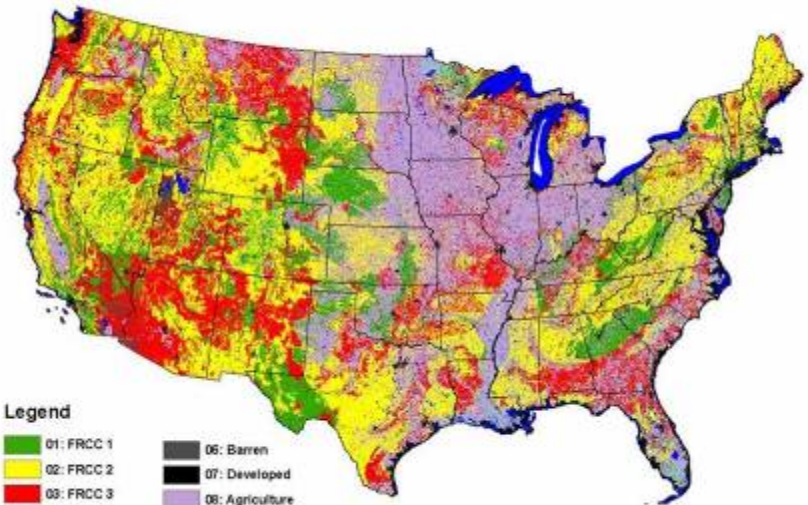 Legend
01: FRCC 1
02: FRCC 2
03: FRCC 3
06: Barren
07: Developed
08: Agriculture